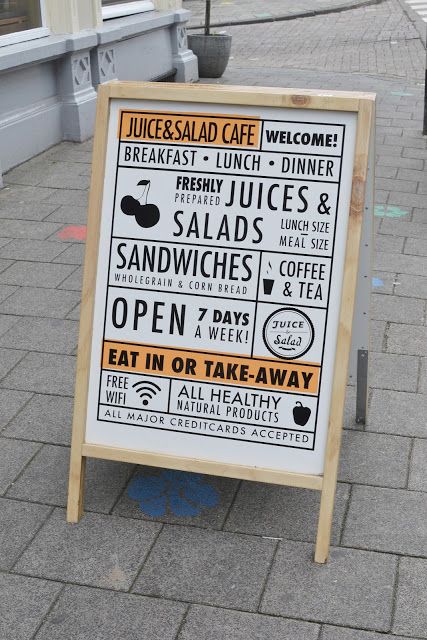 JUICE&SALAD CAFE WELCOME!
BREAKFAST • LUNCH • DINNER
FRESHLY PREPARED JUICES &
SALADS LUNCH SIZE – MEAL SIZE
SANDWICHES
WHOLEGRAIN & CORN BREAD
COFFEE
& TEA
OPEN 7 DAYS A WEEK!
JUICE
&
Salad
EAT IN OR TAKE-AWAY
FREE
WIFI
ALL HEALTHY
NATURAL PRODUCTS
ALL MAJOR CREDITCARDS ACCEPTED